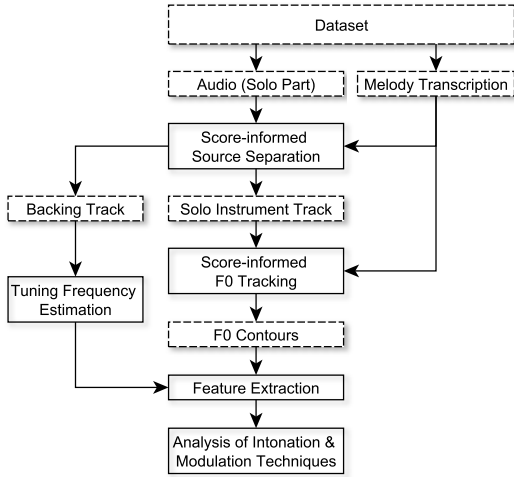 Dataset
Audio (Solo Part)
Melody Transcription
Score-informed
Source Separation
Backing Track
Solo Instrument Track
Score-informed
F0 Tracking
Tuning Frequency
Estimation
F0 Contours
Feature Extraction
Analysis of Intonation &
Modulation Techniques